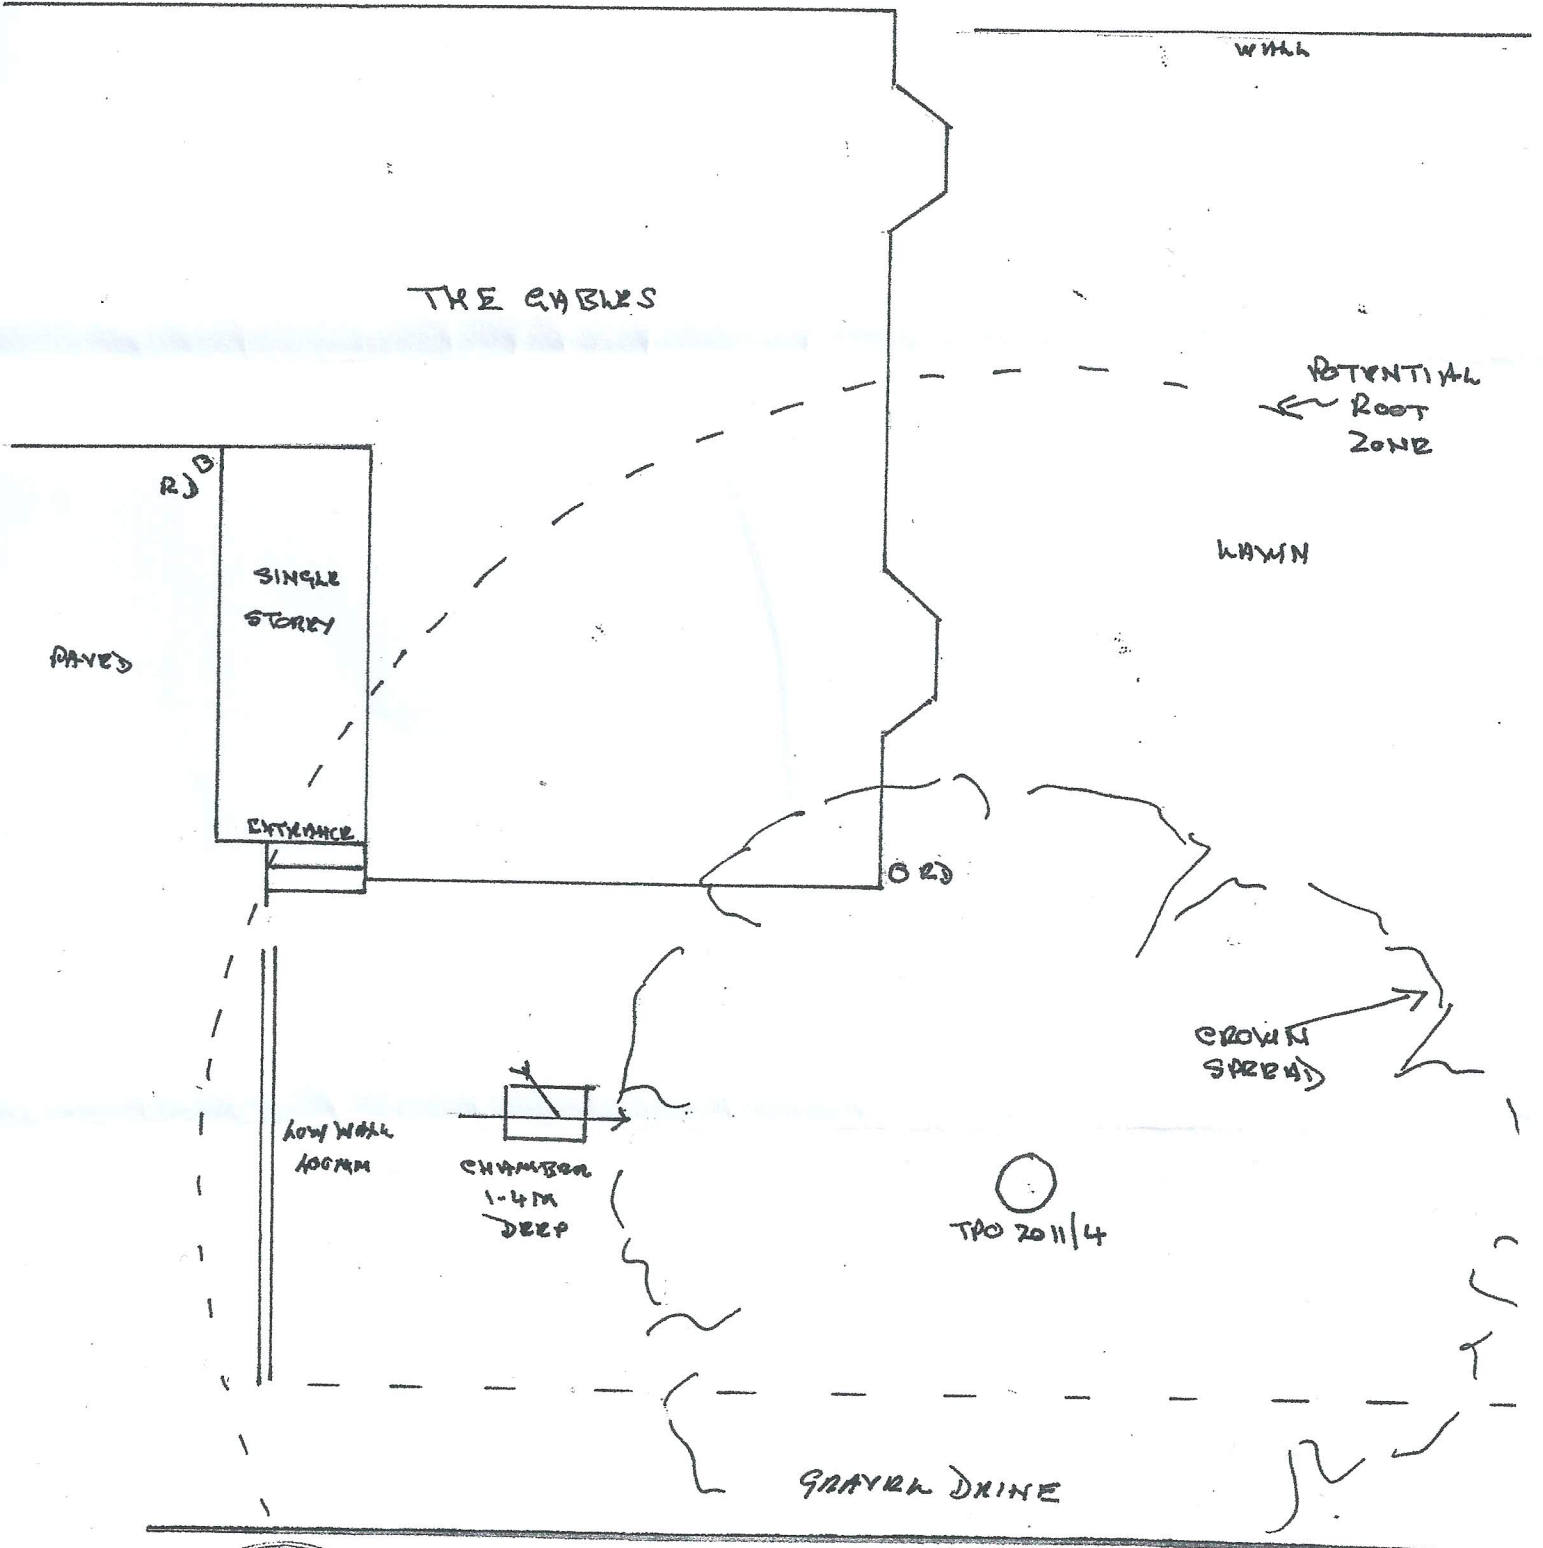 WALL
THE GABLES
POTENTIAL
ROOT
ZONE
RD
SINGLE
STOREY
LAWN
PAVED
ENTRANCE
RD
CROWN
SPREAD
LOW WALL
400MM
CHAMBER
1.4M
DEEP
TPO 2011/4
GRAVEL DRIVE